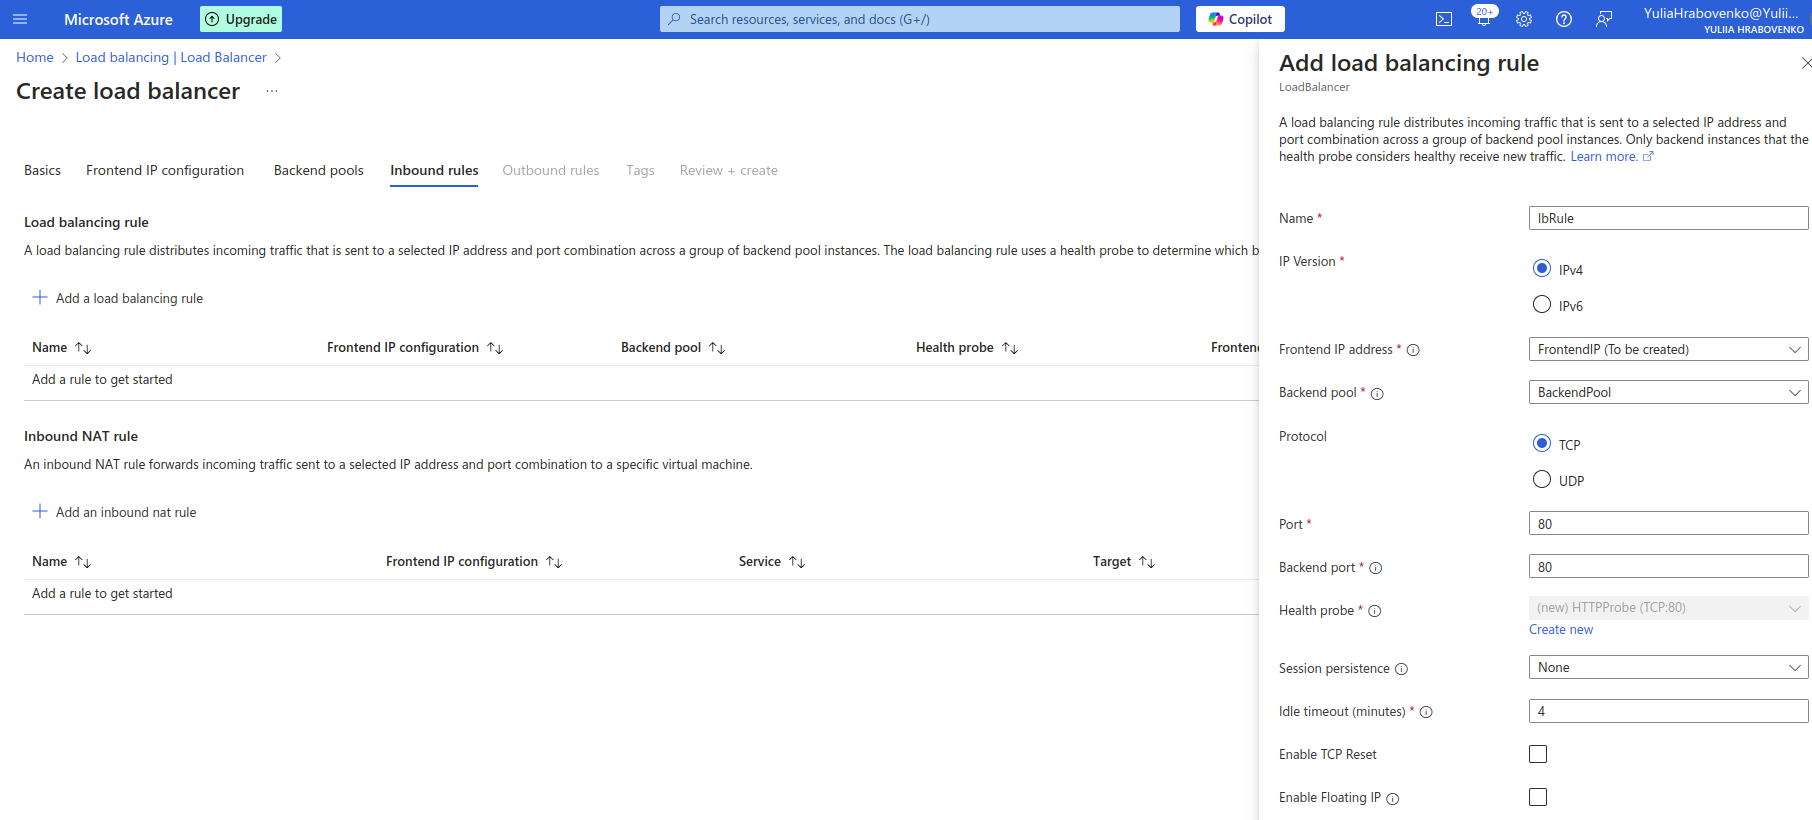 Microsoft Azure
Upgrade
Search resources, services, and docs (G+/)
Copilot
20+
YuliaHrabovenko@Yulii...
YULIIA HRABOVENKO
Home > Load balancing | Load Balancer >
Create load balancer ...
Basics Frontend IP configuration Backend pools Inbound rules Outbound rules Tags Review + create
Load balancing rule
A load balancing rule distributes incoming traffic that is sent to a selected IP address and port combination across a group of backend pool instances. The load balancing rule uses a health probe to determine which b
+ Add a load balancing rule
Name ↑↓ Frontend IP configuration ↑↓ Backend pool ↑↓ Health probe ↑↓ Fronten
Add a rule to get started
Inbound NAT rule
An inbound NAT rule forwards incoming traffic sent to a selected IP address and port combination to a specific virtual machine.
+ Add an inbound nat rule
Name ↑↓ Frontend IP configuration ↑↓ Service ↑↓ Target ↑↓
Add a rule to get started
Add load balancing rule
LoadBalancer
A load balancing rule distributes incoming traffic that is sent to a selected IP address and
port combination across a group of backend pool instances. Only backend instances that the
health probe considers healthy receive new traffic. Learn more.
Name * lbRule
IP Version * IPv4
IPv6
Frontend IP address * FrontendIP (To be created)
Backend pool * BackendPool
Protocol TCP
UDP
Port * 80
Backend port * 80
Health probe * (new) HTTPProbe (TCP:80)
Create new
Session persistence None
Idle timeout (minutes) * 4
Enable TCP Reset
Enable Floating IP